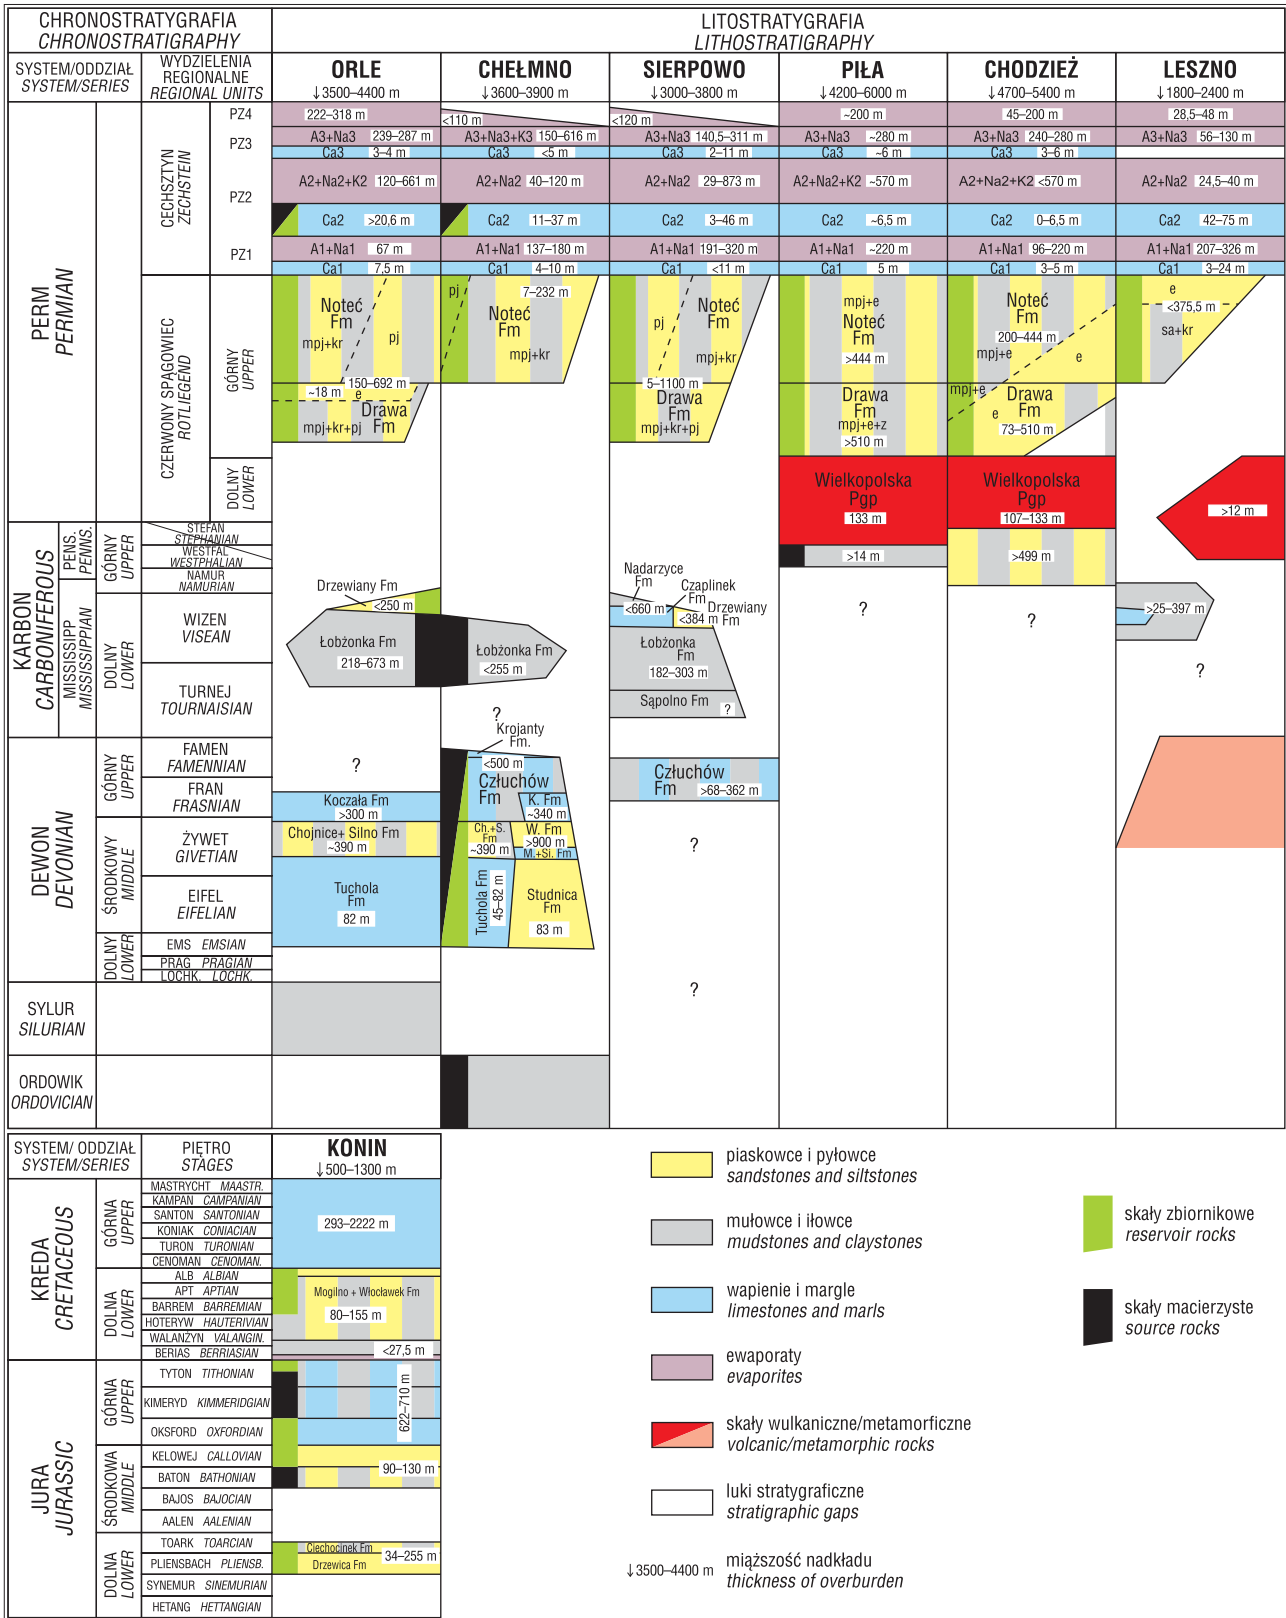 CHRONOSTRATYGRAFIA
CHRONOSTRATIGRAPHY
LITOSTRATYGRAFIA
LITHOSTRATIGRAPHY
SYSTEM/ODDZIAŁ
SYSTEM/SERIES
WYDZIELENIA
REGIONALNE
REGIONAL UNITS
ORLE
↓3500–4400 m
CHEŁMNO
↓3600–3900 m
SIERPOWO
↓3000–3800 m
PIŁA
↓4200–6000 m
CHODZIEŻ
↓4700–5400 m
LESZNO
↓1800–2400 m
PERM
PERMIAN
CECHSZTYN
ZECHSTEIN
PZ4
222–318 m
<110 m
<120 m
~200 m
45–200 m
28,5–48 m
PZ3
A3+Na3 239–287 m
A3+Na3+K3 150–616 m
A3+Na3 140,5–311 m
A3+Na3 ~280 m
A3+Na3 240–280 m
A3+Na3 56–130 m
Ca3 3–4 m
Ca3 <5 m
Ca3 2–11 m
Ca3 ~6 m
Ca3 3–6 m
PZ2
A2+Na2+K2 120–661 m
A2+Na2 40–120 m
A2+Na2 29–873 m
A2+Na2+K2 ~570 m
A2+Na2+K2 <570 m
A2+Na2 24,5–40 m
Ca2 >20,6 m
Ca2 11–37 m
Ca2 3–46 m
Ca2 ~6,5 m
Ca2 0–6,5 m
Ca2 42–75 m
PZ1
A1+Na1 67 m
A1+Na1 137–180 m
A1+Na1 191–320 m
A1+Na1 ~220 m
A1+Na1 96–220 m
A1+Na1 207–326 m
Ca1 7,5 m
Ca1 4–10 m
Ca1 <11 m
Ca1 5 m
Ca1 3–5 m
Ca1 3–24 m
CZERWONY SPĄGOWIEC
ROTLIEGEND
GÓRNY
UPPER
DOLNY
LOWER
Noteć
Fm
mpj+kr
pj
150–692 m
~18 m
e
Drawa
Fm
mpj+kr+pj
pj
7–232 m
Noteć
Fm
mpj+kr
pj
Noteć
Fm
mpj+kr
5–1100 m
Drawa
Fm
mpj+kr+pj
mpj+e
Noteć
Fm
>444 m
Drawa
Fm
mpj+e+z
>510 m
Noteć
Fm
200–444 m
mpj+e
e
mpj+e
e
Drawa
Fm
73–510 m
e
<375,5 m
sa+kr
Wielkopolska
Pgp
133 m
Wielkopolska
Pgp
107–133 m
>12 m
KARBON
CARBONIFEROUS
PENS.
PENNS.
MISSISSIPP
MISSISSIPPIAN
GÓRNY
UPPER
DOLNY
LOWER
STEFAN
STEPHANIAN
WESTFAL
WESTPHALIAN
NAMUR
NAMURIAN
WIZEN
VISEAN
TURNEJ
TOURNAISIAN
>14 m
>499 m
Drzewiany Fm
<250 m
Łobżonka Fm
218–673 m
Łobżonka Fm
<255 m
?
Nadarzyce
Fm
Czaplinek
Fm
<660 m
Drzewiany
Fm
<384 m
Łobżonka
Fm
182–303 m
Sąpolno Fm
?
?
?
>25–397 m
?
DEWON
DEVONIAN
GÓRNY
UPPER
ŚRODKOWY
MIDDLE
DOLNY
LOWER
FAMEN
FAMENNIAN
FRAN
FRASNIAN
ŻYWET
GIVETIAN
EIFEL
EIFELIAN
EMS EMSIAN
PRAG PRAGIAN
LOCHK. LOCHK.
?
Koczała Fm
>300 m
Chojnice+ Silno Fm
~390 m
Tuchola
Fm
82 m
Krojanty
Fm.
<500 m
Człuchów
Fm
K. Fm
~340 m
Ch.+S.
Fm
~390 m
W. Fm
>900 m
M.+Si. Fm
Tuchola Fm
45–82 m
Studnica
Fm
83 m
Człuchów
Fm
>68–362 m
?
?
SYLUR
SILURIAN
ORDOWIK
ORDOVICIAN
SYSTEM/ ODDZIAŁ
SYSTEM/SERIES
PIĘTRO
STAGES
KONIN
↓500–1300 m
KREDA
CRETACEOUS
GÓRNA
UPPER
DOLNA
LOWER
MASTRYCHT MAASTR.
KAMPAN CAMPANIAN
SANTON SANTONIAN
KONIAK CONIACIAN
TURON TURONIAN
CENOMAN CENOMAN.
ALB ALBIAN
APT APTIAN
BARREM BARREMIAN
HOTERYW HAUTERIVIAN
WALANŻYN VALANGIN.
BERIAS BERRIASIAN
293–2222 m
Mogilno + Włocławek Fm
80–155 m
<27,5 m
JURA
JURASSIC
GÓRNA
UPPER
ŚRODKOWA
MIDDLE
DOLNA
LOWER
TYTON TITHONIAN
KIMERYD KIMMERIDGIAN
OKSFORD OXFORDIAN
KELOWEJ CALLOVIAN
BATON BATHONIAN
BAJOS BAJOCIAN
AALEN AALENIAN
TOARK TOARCIAN
PLIENSBACH PLIENSB.
SYNEMUR SINEMURIAN
HETANG HETTANGIAN
622–710 m
90–130 m
Ciechocinek Fm
34–255 m
Drzewica Fm
piaskowce i pyłowce
sandstones and siltstones
mułowce i iłowce
mudstones and claystones
wapienie i margle
limestones and marls
ewaporaty
evaporites
skały wulkaniczne/metamorficzne
volcanic/metamorphic rocks
luki stratygraficzne
stratigraphic gaps
↓3500–4400 m
miąższość nadkładu
thickness of overburden
skały zbiornikowe
reservoir rocks
skały macierzyste
source rocks